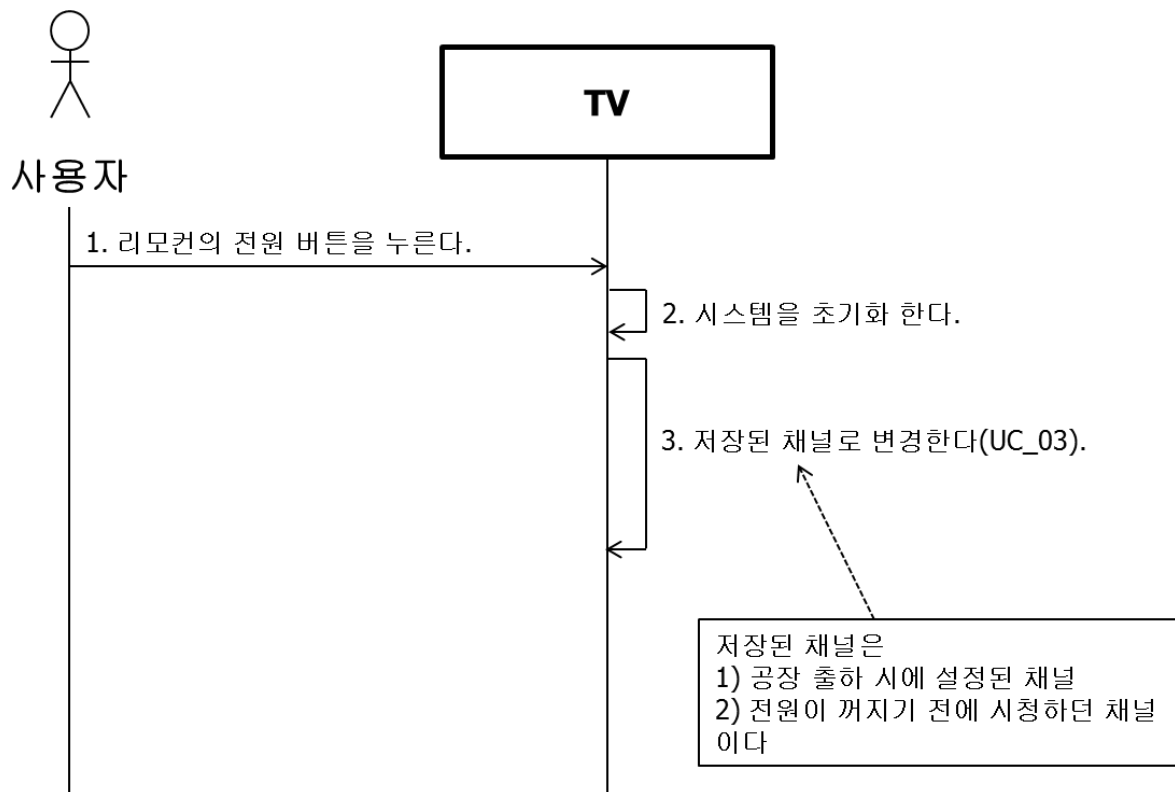 TV
사용자
1. 리모컨의 전원 버튼을 누른다.
2. 시스템을 초기화 한다.
3. 저장된 채널로 변경한다(UC_03).
저장된 채널은
1) 공장 출하 시에 설정된 채널
2) 전원이 꺼지기 전에 시청하던 채널
이다